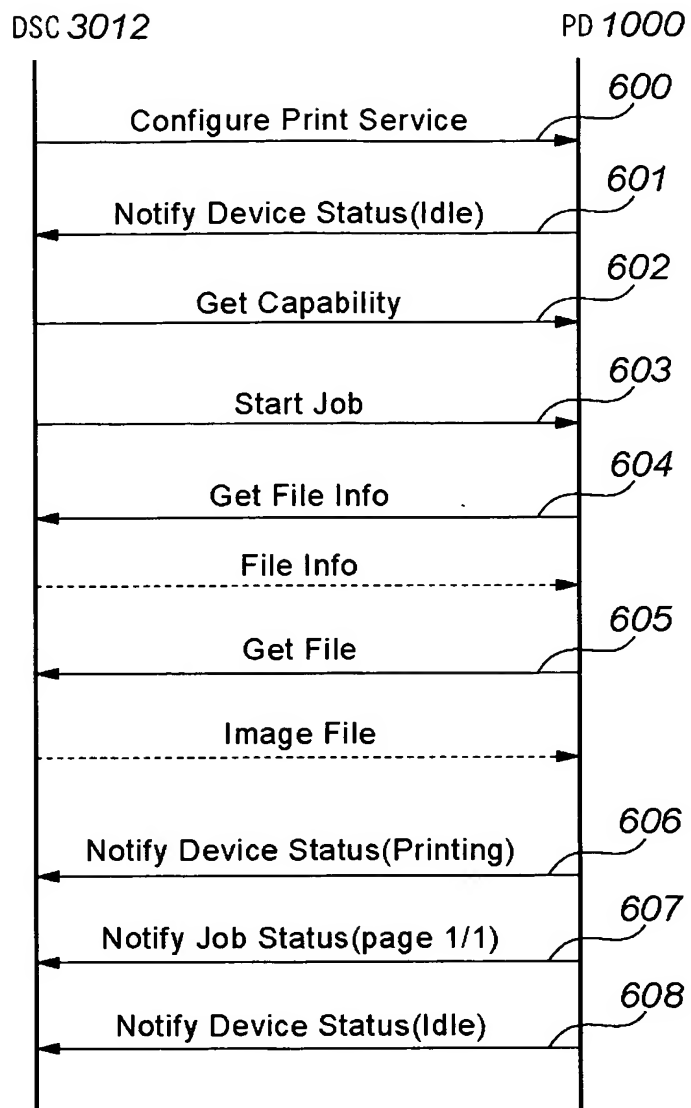 DSC 3012 PD 1000
600
Configure Print Service
601
Notify Device Status(Idle)
602
Get Capability
603
Start Job
604
Get File Info
File Info
605
Get File
Image File
606
Notify Device Status(Printing)
607
Notify Job Status(page 1/1)
608
Notify Device Status(Idle)